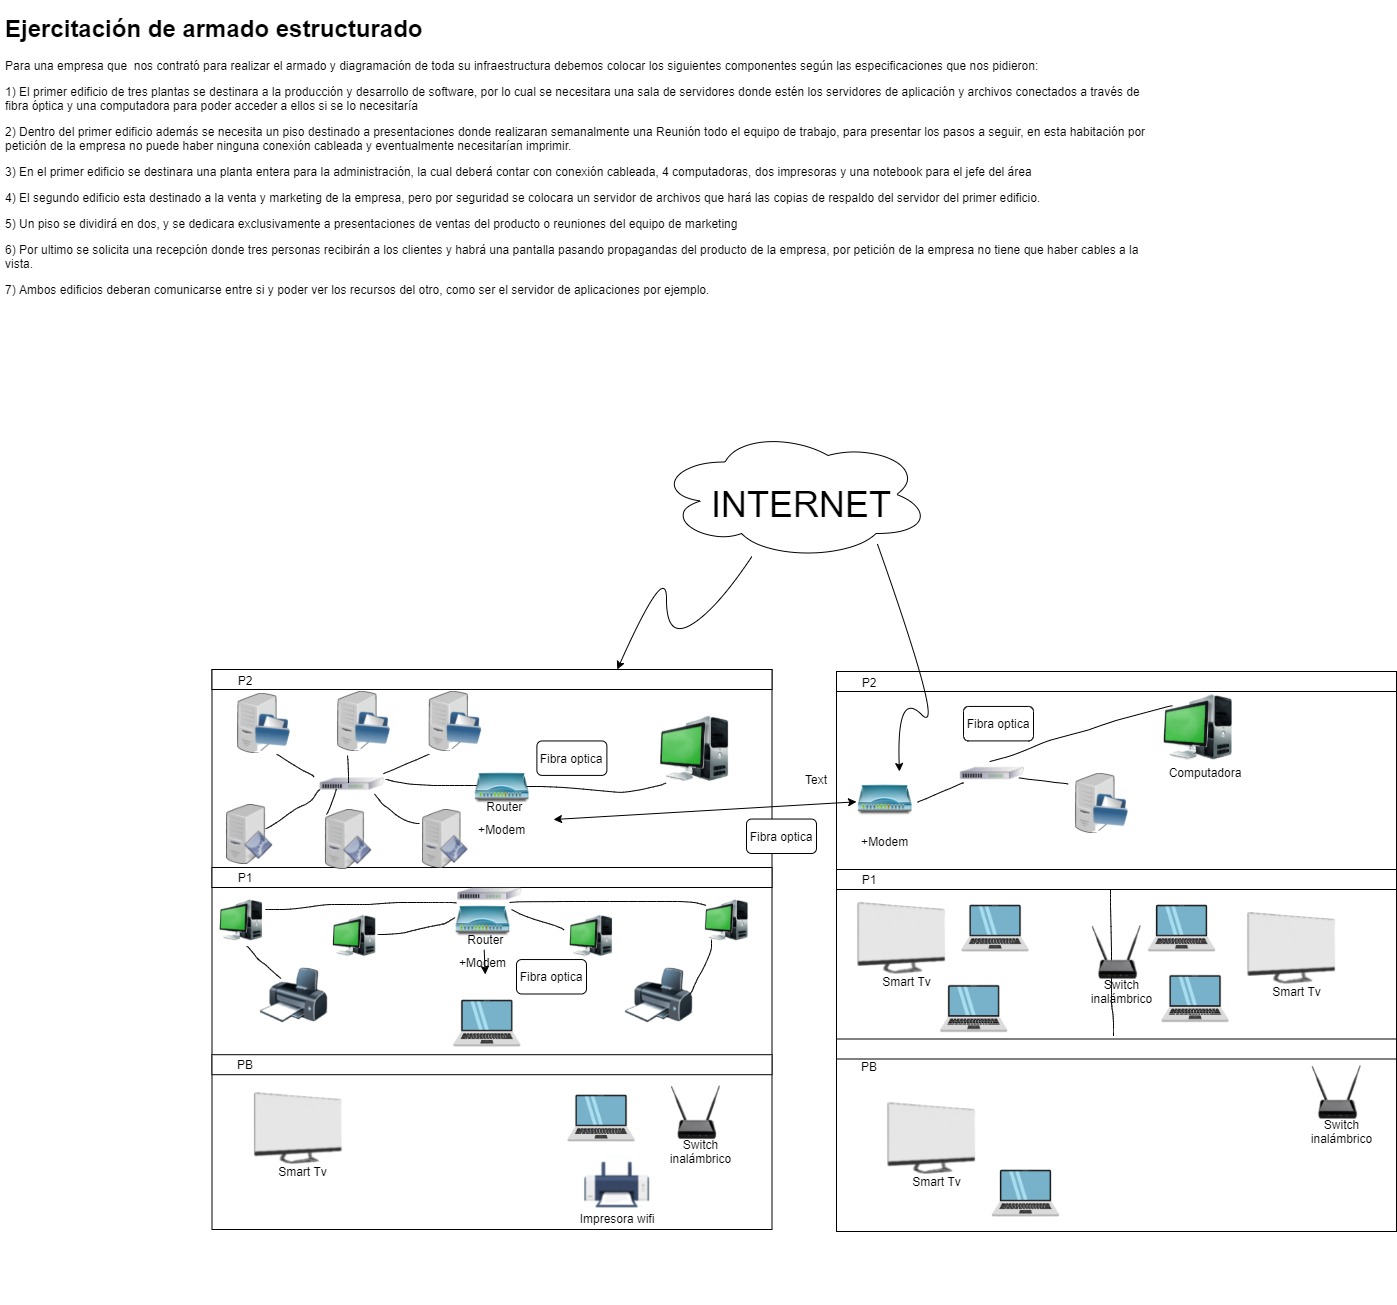 Ejercitación de armado estructurado
Para una empresa que  nos contrató para realizar el armado y diagramación de toda su infraestructura debemos colocar los siguientes componentes según las especificaciones que nos pidieron:
1) El primer edificio de tres plantas se destinara a la producción y desarrollo de software, por lo cual se necesitara una sala de servidores donde estén los servidores de aplicación y archivos conectados a través de
fibra óptica y una computadora para poder acceder a ellos si se lo necesitaría
2) Dentro del primer edificio además se necesita un piso destinado a presentaciones donde realizaran semanalmente una Reunión todo el equipo de trabajo, para presentar los pasos a seguir, en esta habitación por
petición de la empresa no puede haber ninguna conexión cableada y eventualmente necesitarían imprimir.
3) En el primer edificio se destinara una planta entera para la administración, la cual deberá contar con conexión cableada, 4 computadoras, dos impresoras y una notebook para el jefe del área
4) El segundo edificio esta destinado a la venta y marketing de la empresa, pero por seguridad se colocara un servidor de archivos que hará las copias de respaldo del servidor del primer edificio.
5) Un piso se dividirá en dos, y se dedicara exclusivamente a presentaciones de ventas del producto o reuniones del equipo de marketing
6) Por ultimo se solicita una recepción donde tres personas recibirán a los clientes y habrá una pantalla pasando propagandas del producto de la empresa, por petición de la empresa no tiene que haber cables a la
vista.
7) Ambos edificios deberan comunicarse entre si y poder ver los recursos del otro, como ser el servidor de aplicaciones por ejemplo.
INTERNET
P2
Fibra optica
Router
+Modem
Text
Fibra optica
P1
Router
+Modem
Fibra optica
PB
Smart Tv
Switch
inalámbrico
Impresora wifi
P2
Fibra optica
Computadora
+Modem
P1
Smart Tv
Switch
inalámbrico
Smart Tv
PB
Smart Tv
Switch
inalámbrico